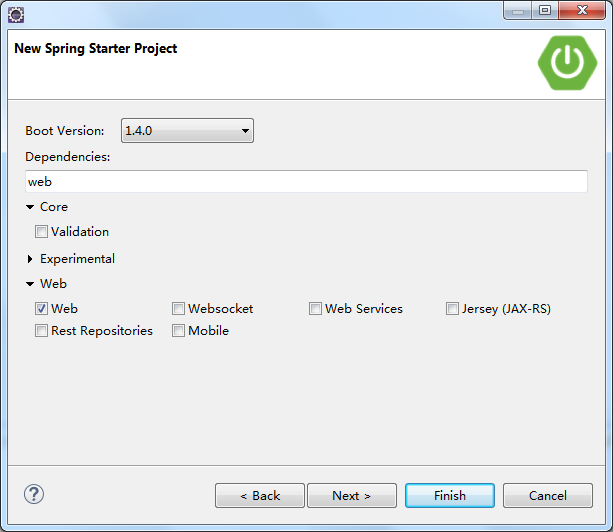 New Spring Starter Project
Boot Version: 1.4.0
Dependencies:
web
Core
Validation
Experimental
Web
Web Websocket Web Services Jersey (JAX-RS)
Rest Repositories Mobile
? < Back Next > Finish Cancel